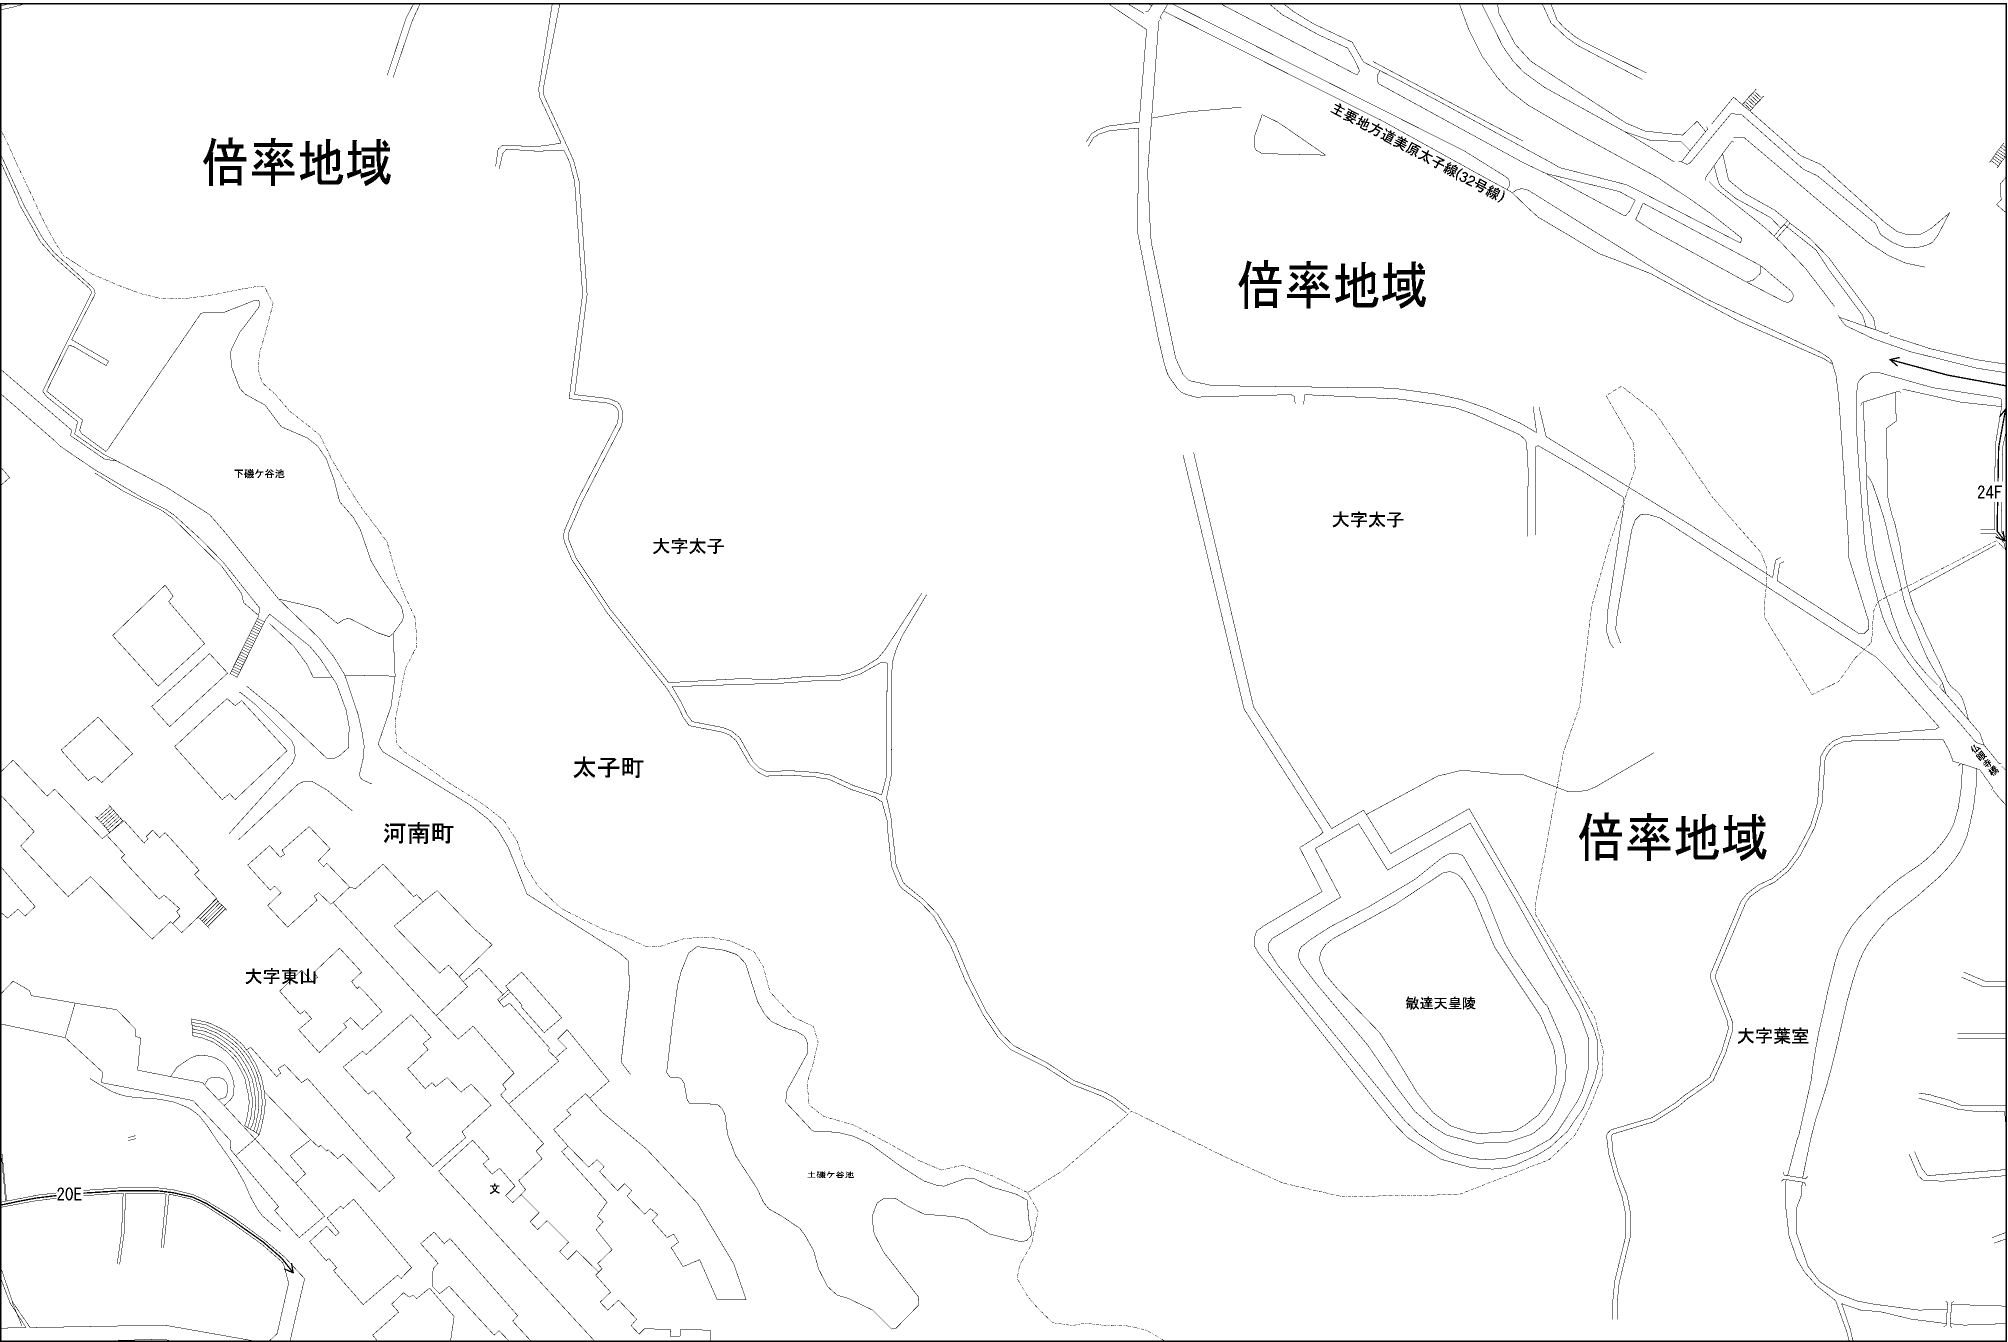 主要地方道美原太子線(32号線)
倍率地域
倍率地域
下磯ケ谷池
24F
大字太子
大字太子
太子町
河南町
倍率地域
大字東山
敏達天皇陵
大字葉室
土磯ケ谷池
文
20E